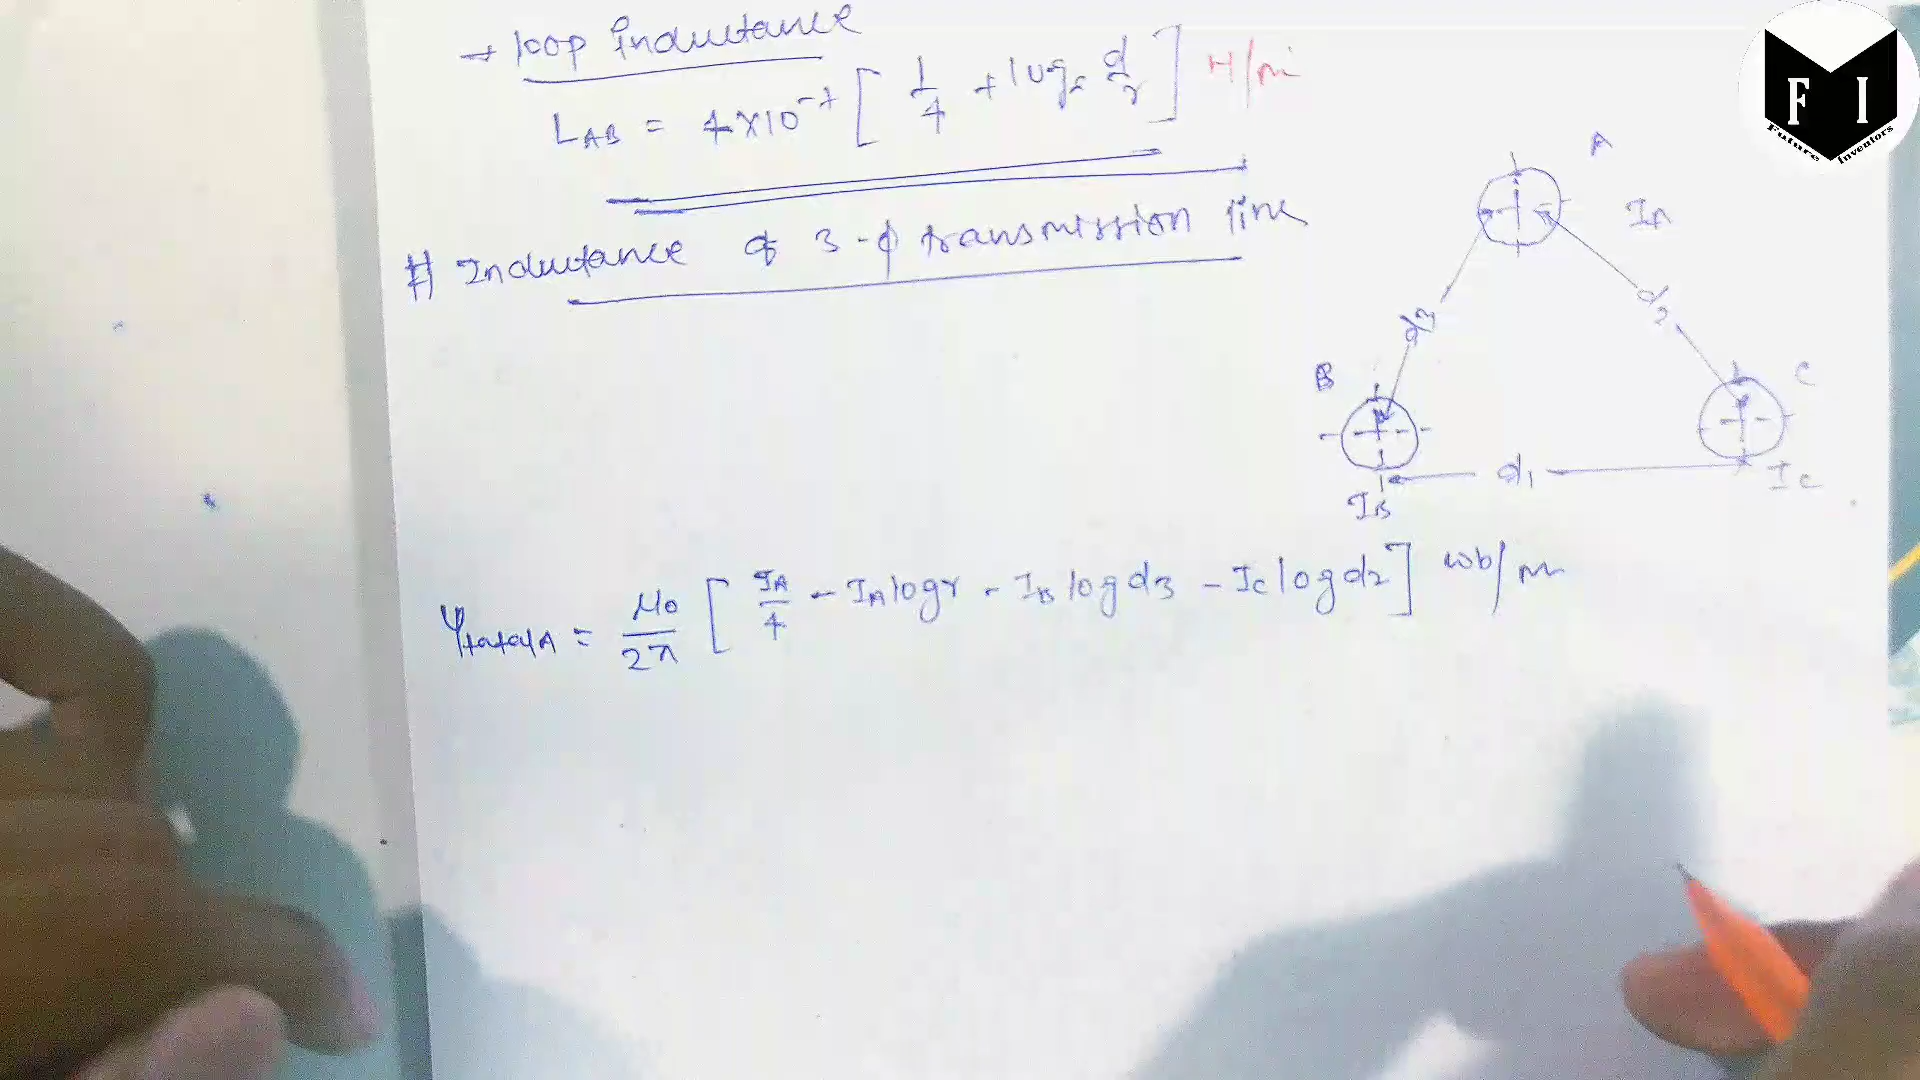 → loop inductance
L_AB = 4×10⁻⁷ [ 1/4 + logₑ d/r ] H/m
# Inductance of 3-ϕ transmission line
A
I_A
d3
d2
B
C
d1
I_B
I_C
Ψtotal_A = μ0/2π [ I_A/4 - I_A log r - I_B log d3 - I_C log d2 ] wb/m
F I
Future Inventors